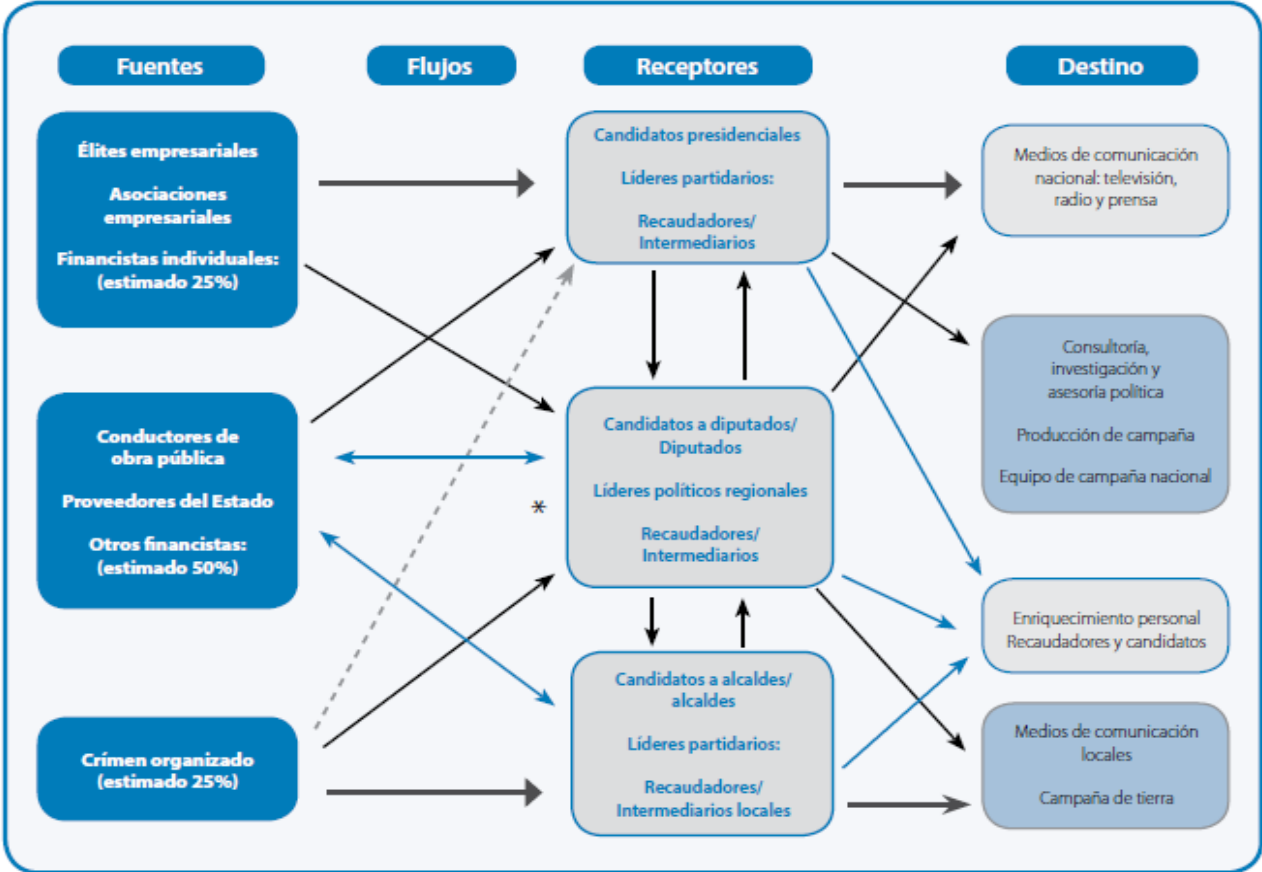 Fuentes
Flujos
Receptores
Destino
Élites empresariales
Asociaciones
empresariales
Financistas individuales:
(estimado 25%)
Conductores de
obra pública
Proveedores del Estado
Otros financistas:
(estimado 50%)
Crímen organizado
(estimado 25%)
*
Candidatos presidenciales
Líderes partidarios:
Recaudadores/
Intermediarios
Candidatos a diputados/
Diputados
Líderes políticos regionales
Recaudadores/
Intermediarios
Candidatos a alcaldes/
alcaldes
Líderes partidarios:
Recaudadores/
Intermediarios locales
Medios de comunicación
nacional: televisión,
radio y prensa
Consultoría,
investigación y
asesoría política
Producción de campaña
Equipo de campaña nacional
Enriquecimiento personal
Recaudadores y candidatos
Medios de comunicación
locales
Campaña de tierra